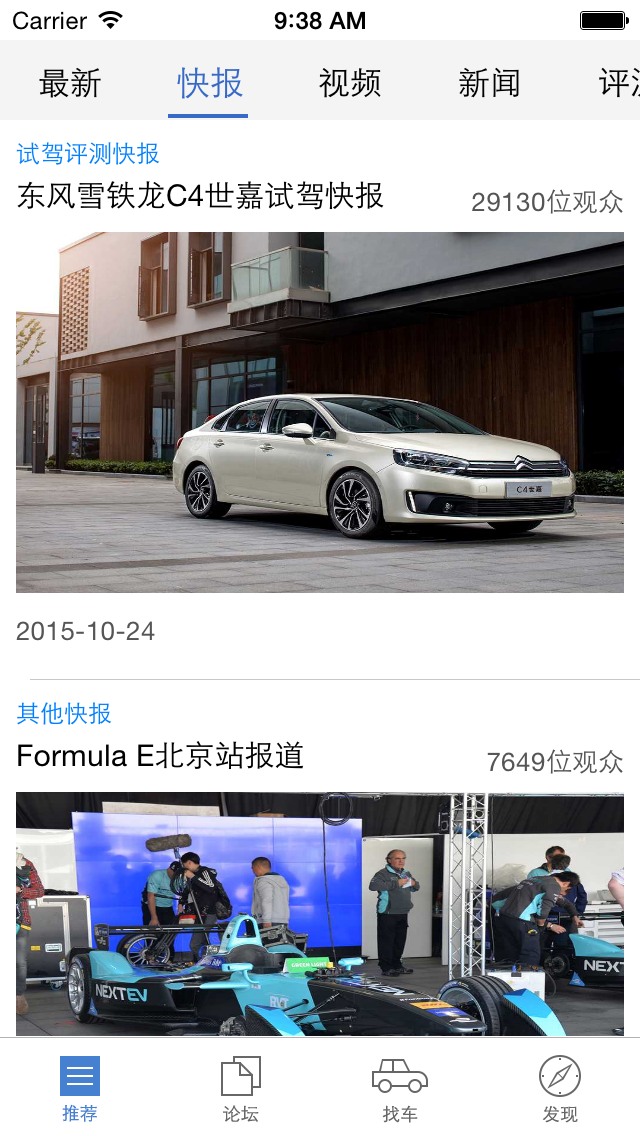 Carrier 9:38 AM
最新 快报 视频 新闻 评测
试驾评测快报
东风雪铁龙C4世嘉试驾快报 29130位观众
C4世嘉
2015-10-24
其他快报
Formula E北京站报道 7649位观众
NEXTEV
NEXT
推荐 论坛 找车 发现